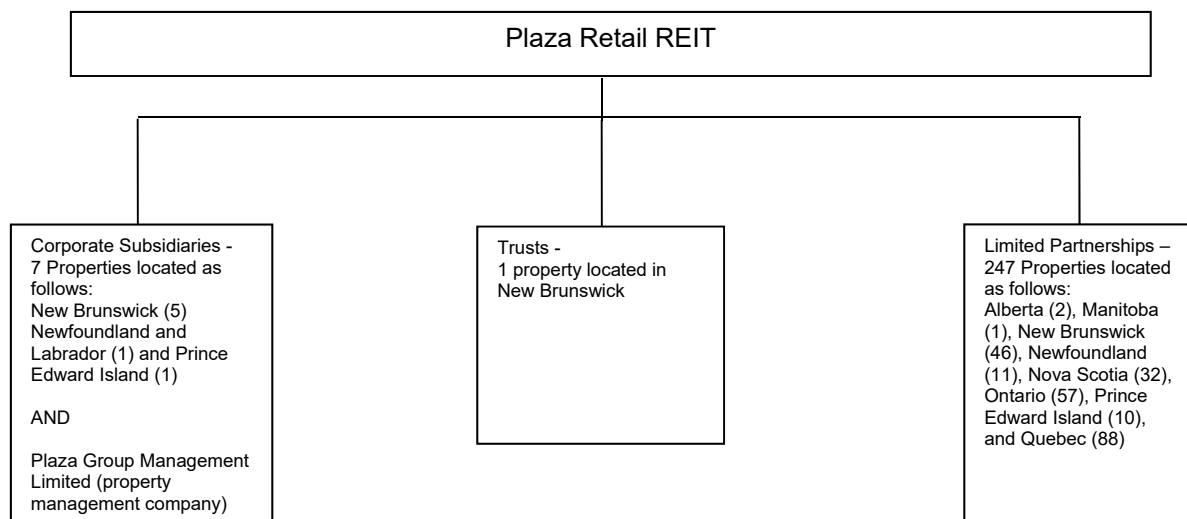 Plaza Retail REIT
Corporate Subsidiaries -
7 Properties located as
follows:
New Brunswick (5)
Newfoundland and
Labrador (1) and Prince
Edward Island (1)
AND
Plaza Group Management
Limited (property
management company)
Trusts -
1 property located in
New Brunswick
Limited Partnerships –
247 Properties located
as follows:
Alberta (2), Manitoba
(1), New Brunswick
(46), Newfoundland
(11), Nova Scotia (32),
Ontario (57), Prince
Edward Island (10),
and Quebec (88)